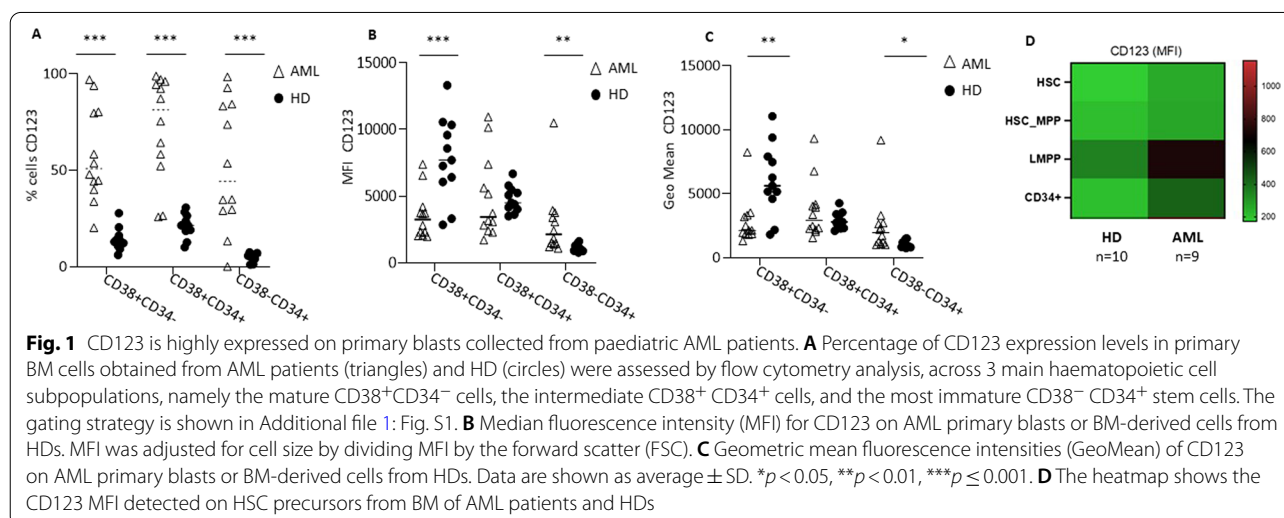 A
***
***
***
% cells CD123
100
50
0
△ AML
● HD
CD38+CD34-
CD38+CD34+
CD38-CD34+
B
***
**
MFI CD123
15000
10000
5000
0
△ AML
● HD
CD38+CD34-
CD38+CD34+
CD38-CD34+
C
**
*
Geo Mean CD123
15000
10000
5000
0
△ AML
● HD
CD38+CD34-
CD38+CD34+
CD38-CD34+
D
CD123 (MFI)
HSC
HSC_MPP
LMPP
CD34+
HD
n=10
AML
n=9
1000
800
600
400
200
Fig. 1 CD123 is highly expressed on primary blasts collected from paediatric AML patients. A Percentage of CD123 expression levels in primary
BM cells obtained from AML patients (triangles) and HD (circles) were assessed by flow cytometry analysis, across 3 main haematopoietic cell
subpopulations, namely the mature CD38⁺CD34⁻ cells, the intermediate CD38⁺ CD34⁺ cells, and the most immature CD38⁻ CD34⁺ stem cells. The
gating strategy is shown in Additional file 1: Fig. S1. B Median fluorescence intensity (MFI) for CD123 on AML primary blasts or BM-derived cells from
HDs. MFI was adjusted for cell size by dividing MFI by the forward scatter (FSC). C Geometric mean fluorescence intensities (GeoMean) of CD123
on AML primary blasts or BM-derived cells from HDs. Data are shown as average ± SD. *p < 0.05, **p < 0.01, ***p ≤ 0.001. D The heatmap shows the
CD123 MFI detected on HSC precursors from BM of AML patients and HDs